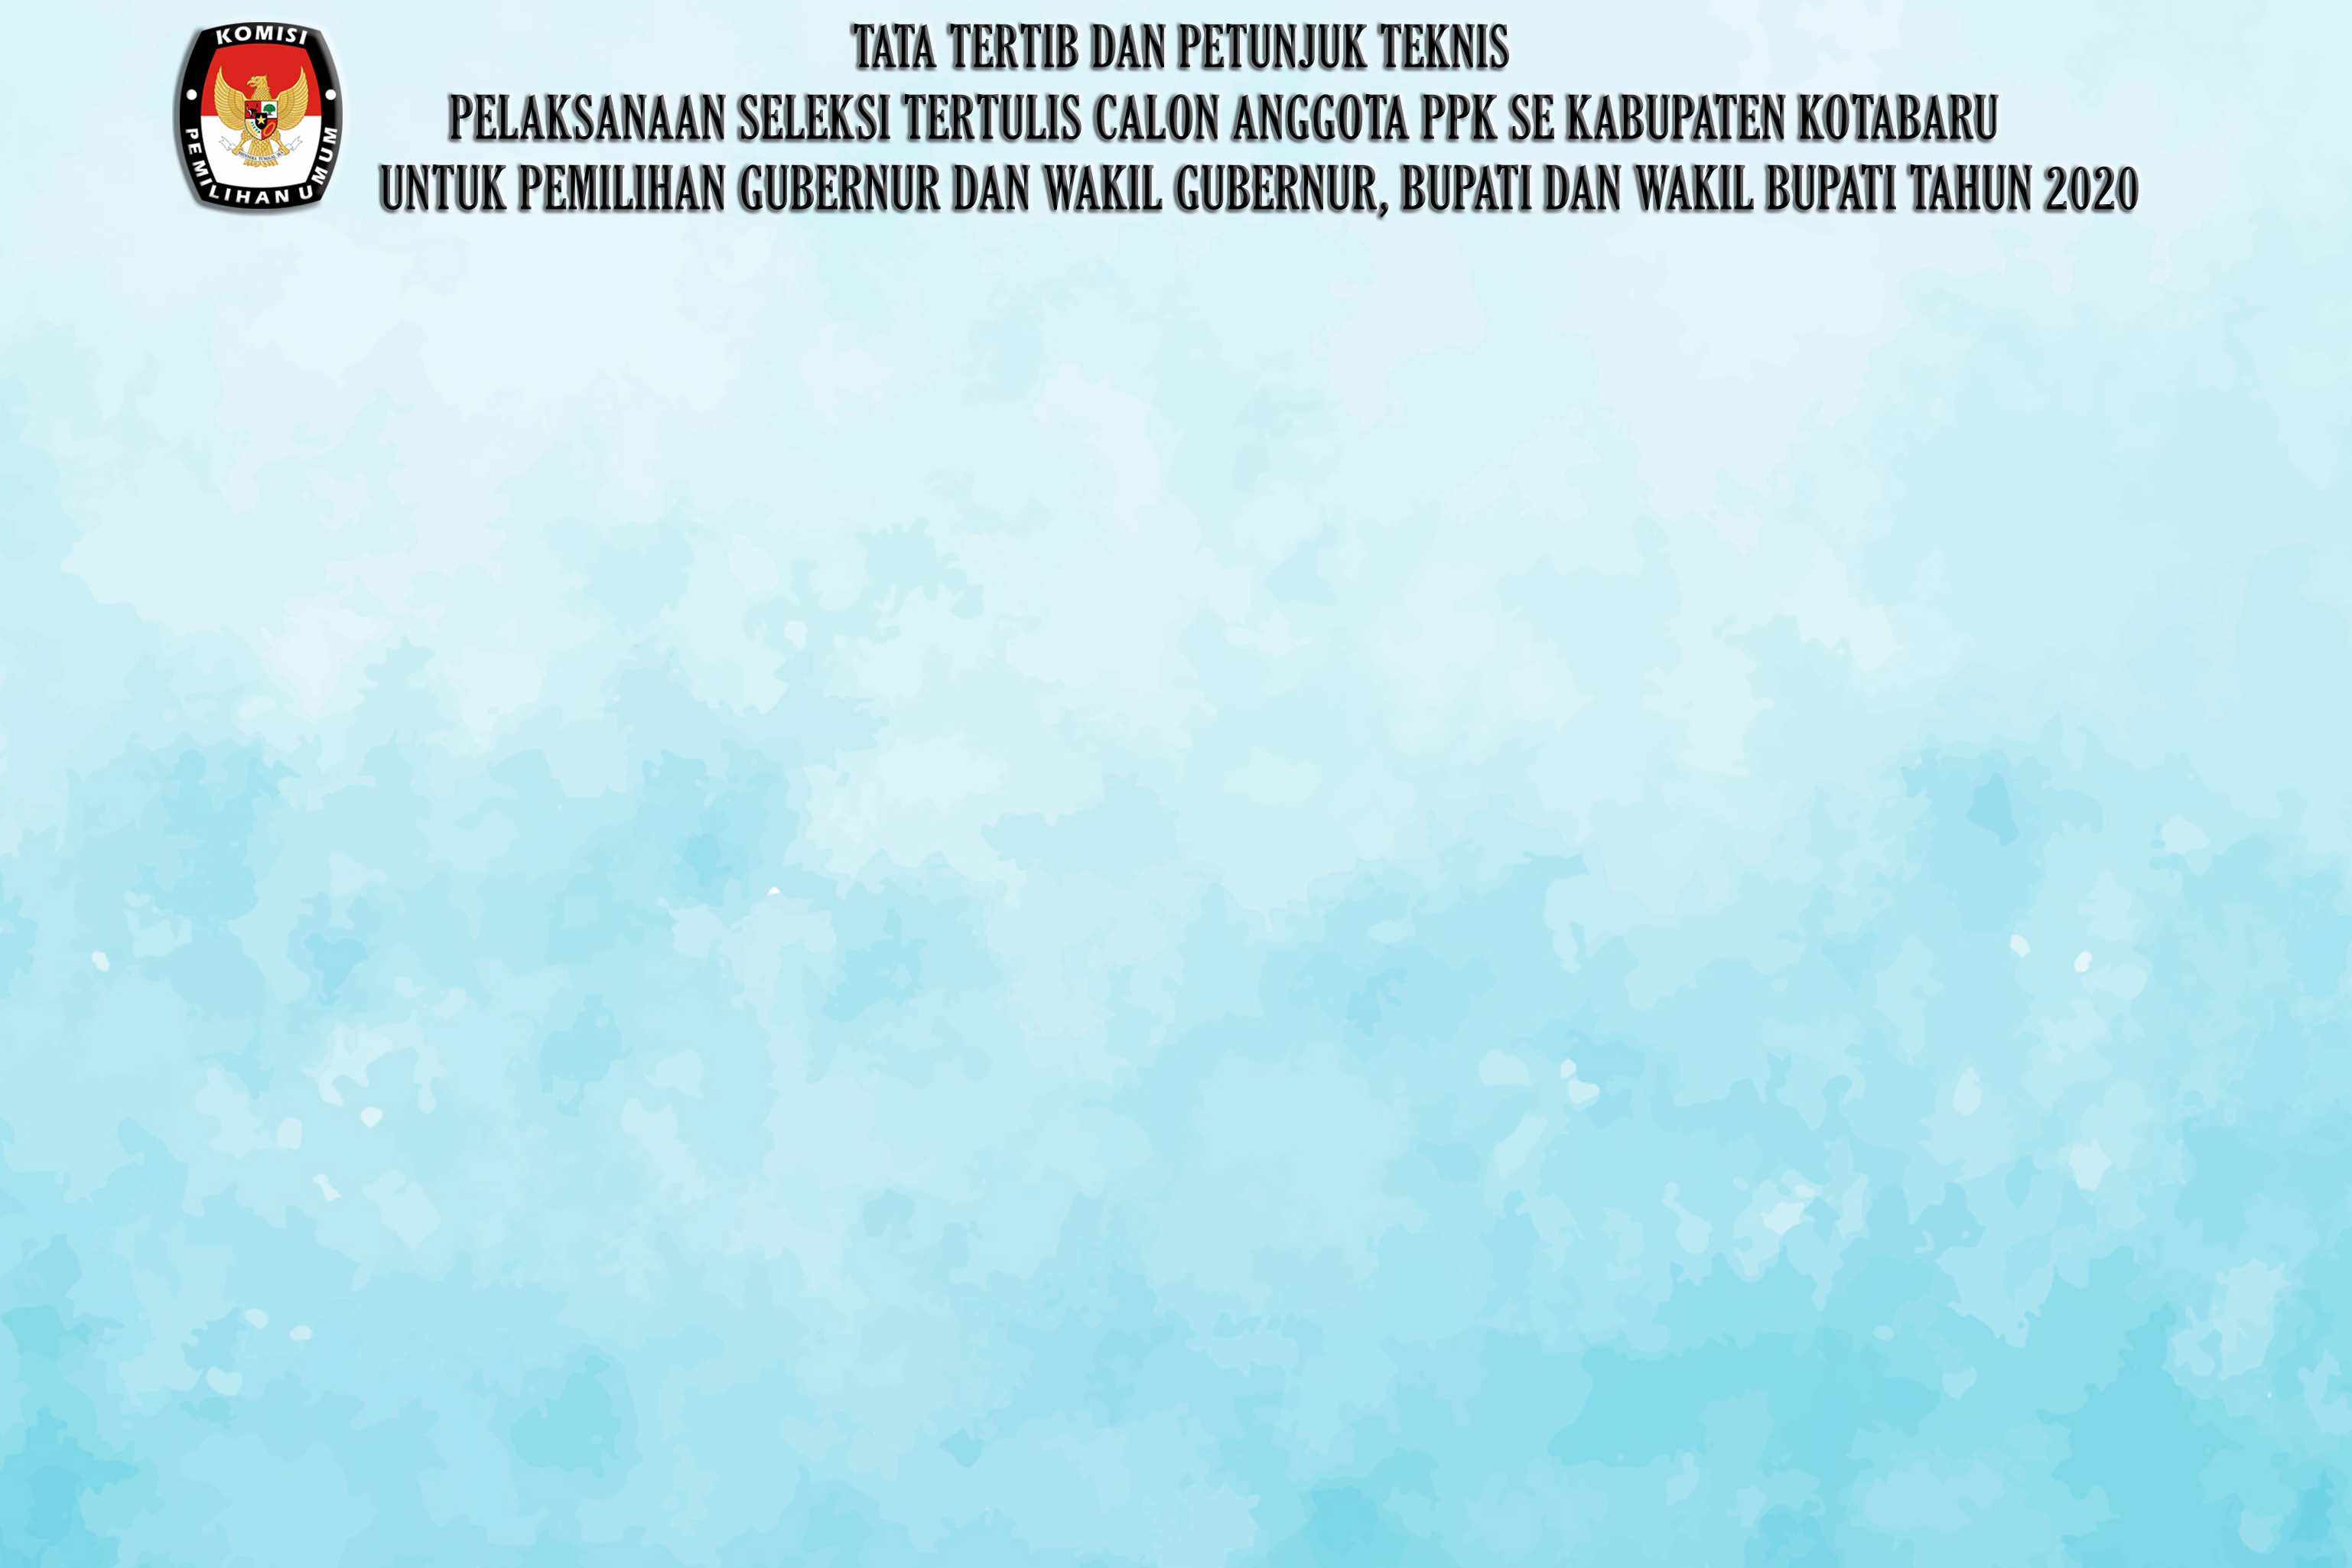 KOMISI
PEMILIHAN UMUM
TATA TERTIB DAN PETUNJUK TEKNIS
PELAKSANAAN SELEKSI TERTULIS CALON ANGGOTA PPK SE KABUPATEN KOTABARU
UNTUK PEMILIHAN GUBERNUR DAN WAKIL GUBERNUR, BUPATI DAN WAKIL BUPATI TAHUN 2020